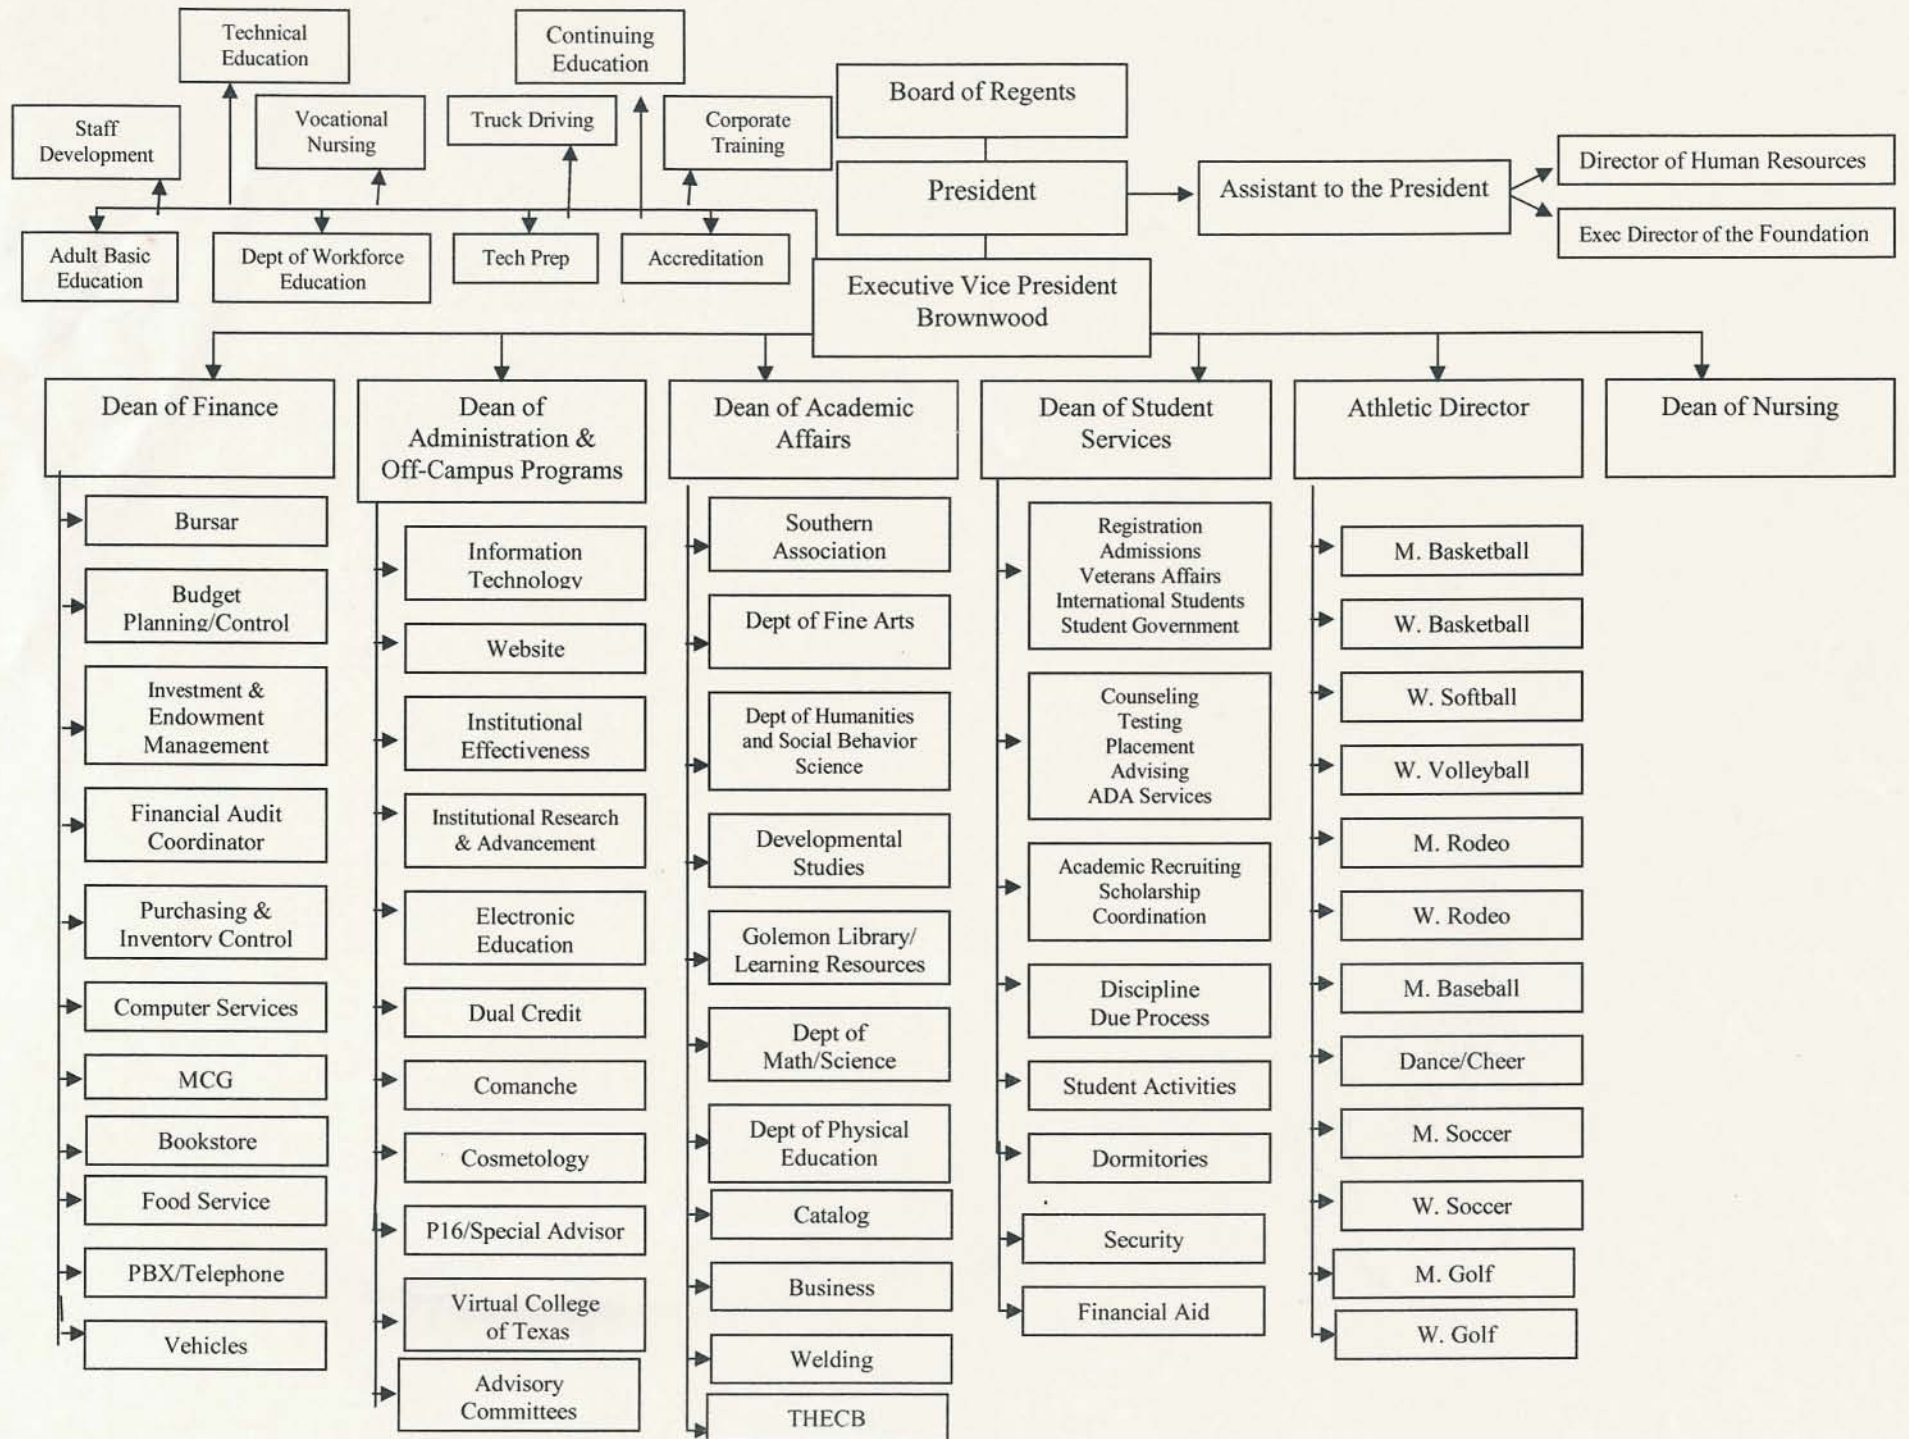 Technical
Education
Continuing
Education
Board of Regents
Staff
Development
Vocational
Nursing
Truck Driving
Corporate
Training
President
Assistant to the President
Director of Human Resources
Exec Director of the Foundation
Adult Basic
Education
Dept of Workforce
Education
Tech Prep
Accreditation
Executive Vice President
Brownwood
Dean of Finance
Bursar
Budget
Planning/Control
Investment &
Endowment
Management
Financial Audit
Coordinator
Purchasing &
Inventory Control
Computer Services
MCG
Bookstore
Food Service
PBX/Telephone
Vehicles
Dean of
Administration &
Off-Campus Programs
Information
Technology
Website
Institutional
Effectiveness
Institutional Research
& Advancement
Electronic
Education
Dual Credit
Comanche
Cosmetology
P16/Special Advisor
Virtual College
of Texas
Advisory
Committees
Dean of Academic
Affairs
Southern
Association
Dept of Fine Arts
Dept of Humanities
and Social Behavior
Science
Developmental
Studies
Golemon Library/
Learning Resources
Dept of
Math/Science
Dept of Physical
Education
Catalog
Business
Welding
THECB
Dean of Student
Services
Registration
Admissions
Veterans Affairs
International Students
Student Government
Counseling
Testing
Placement
Advising
ADA Services
Academic Recruiting
Scholarship
Coordination
Discipline
Due Process
Student Activities
Dormitories
Security
Financial Aid
Athletic Director
M. Basketball
W. Basketball
W. Softball
W. Volleyball
M. Rodeo
W. Rodeo
M. Baseball
Dance/Cheer
M. Soccer
W. Soccer
M. Golf
W. Golf
Dean of Nursing